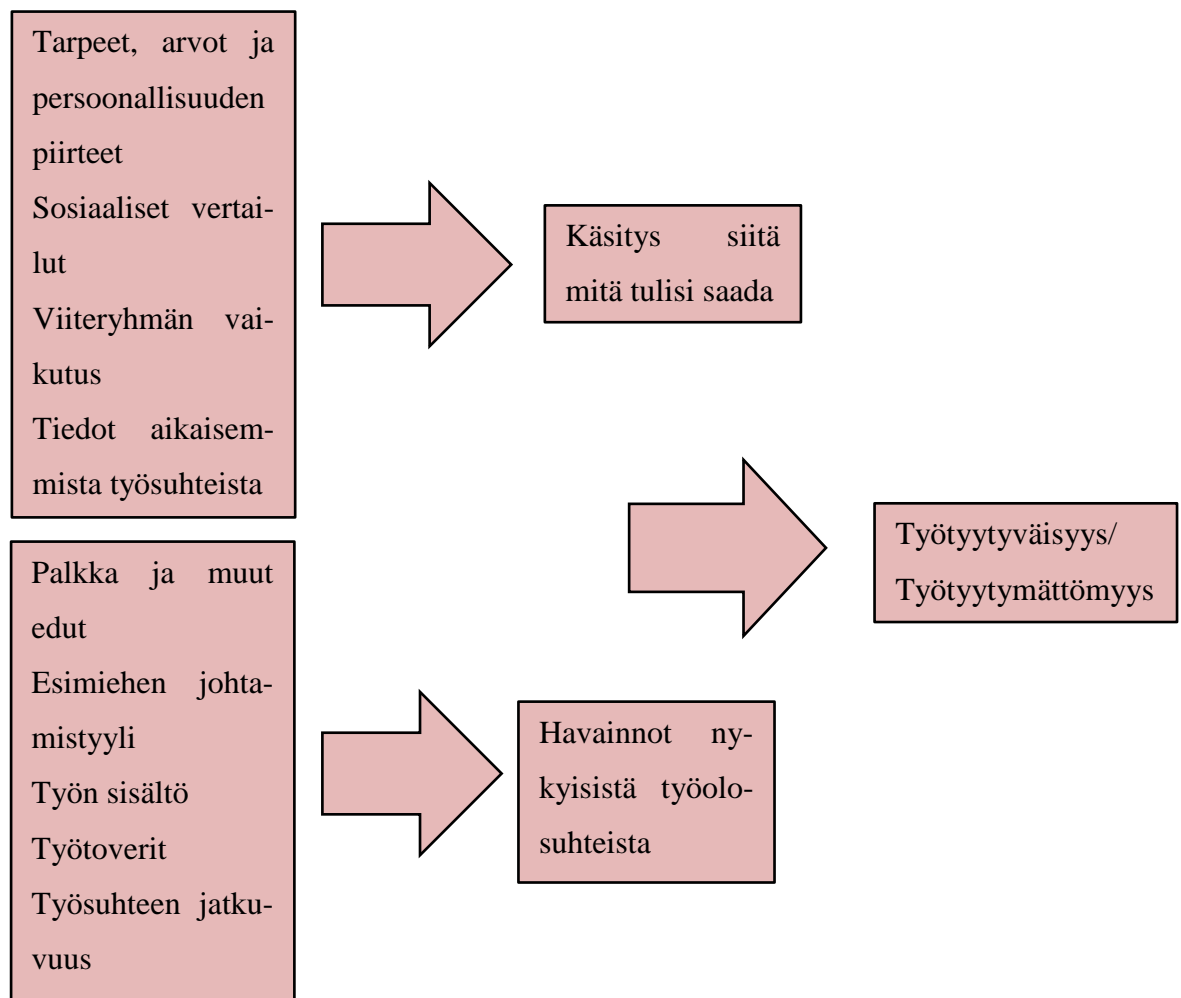 Tarpeet, arvot ja
persoonallisuuden
piirteet
Sosiaaliset vertai-
lut
Viiteryhmän vai-
kutus
Tiedot aikaisem-
mista työsuhteista
Käsitys siitä
mitä tulisi saada
Työtyytyväisyys/
Työtyytymättömyys
Palkka ja muut
edut
Esimiehen johta-
mistyyli
Työn sisältö
Työtoverit
Työsuhteen jatku-
vuus
Havainnot ny-
kyisistä työolo-
suhteista